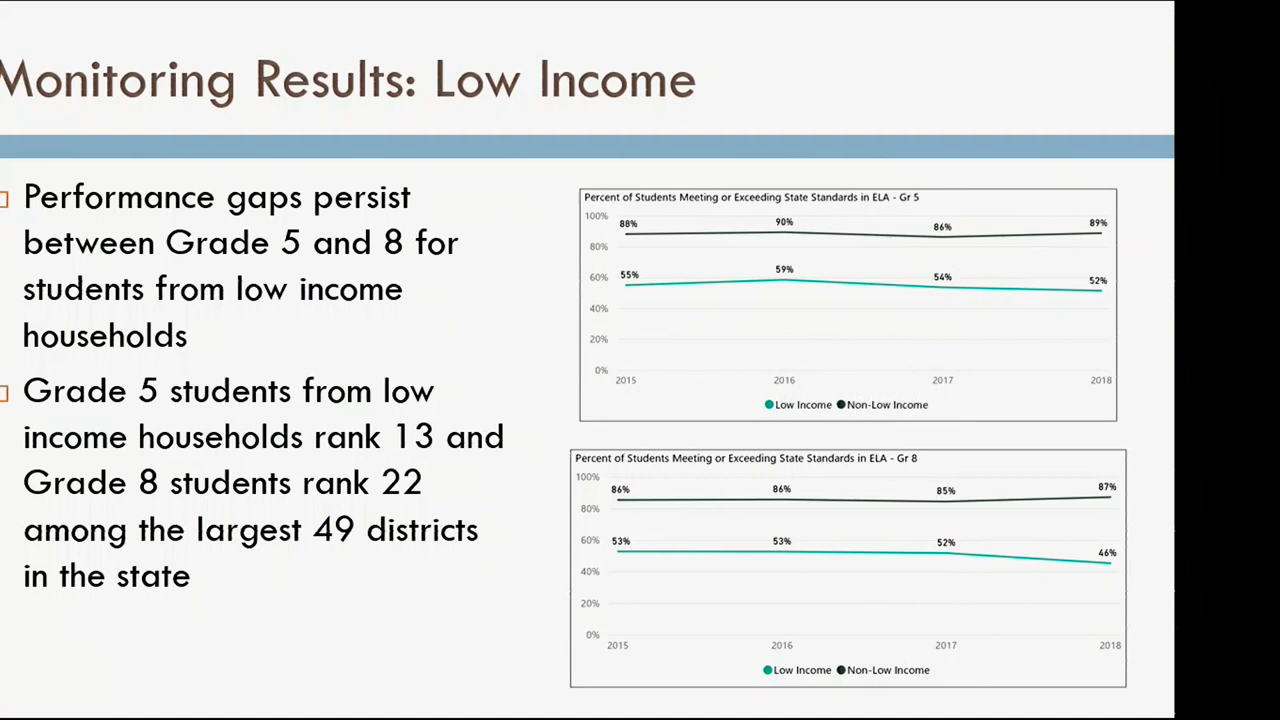 Monitoring Results: Low Income
Performance gaps persist
between Grade 5 and 8 for
students from low income
households
Grade 5 students from low
income households rank 13 and
Grade 8 students rank 22
among the largest 49 districts
in the state
Percent of Students Meeting or Exceeding State Standards in ELA - Gr 5
100%
88% 90% 86% 89%
80%
60%
55% 59% 54% 52%
40%
20%
0%
2015 2016 2017 2018
Low Income Non-Low Income
Percent of Students Meeting or Exceeding State Standards in ELA - Gr 8
100%
86% 86% 85% 87%
80%
60%
53% 53% 52% 46%
40%
20%
0%
2015 2016 2017 2018
Low Income Non-Low Income